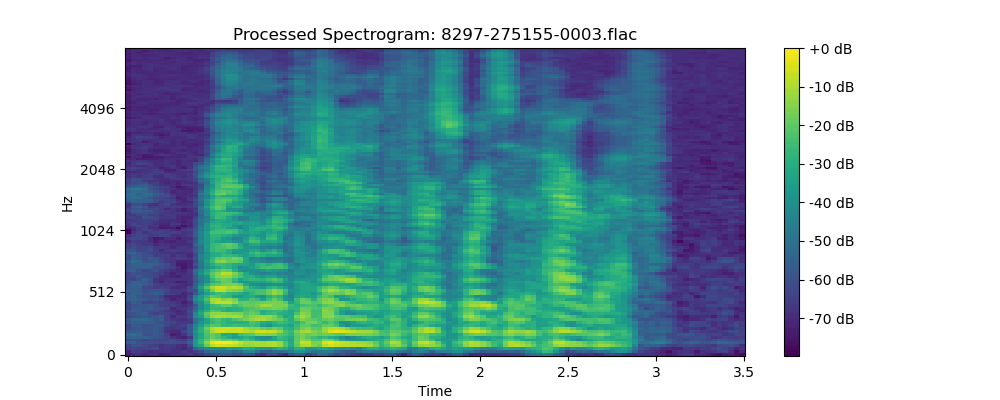 Processed Spectrogram: 8297-275155-0003.flac
+0 dB
-10 dB
-20 dB
-30 dB
-40 dB
-50 dB
-60 dB
-70 dB
4096
2048
1024
512
0
Hz
0 0.5 1 1.5 2 2.5 3 3.5
Time